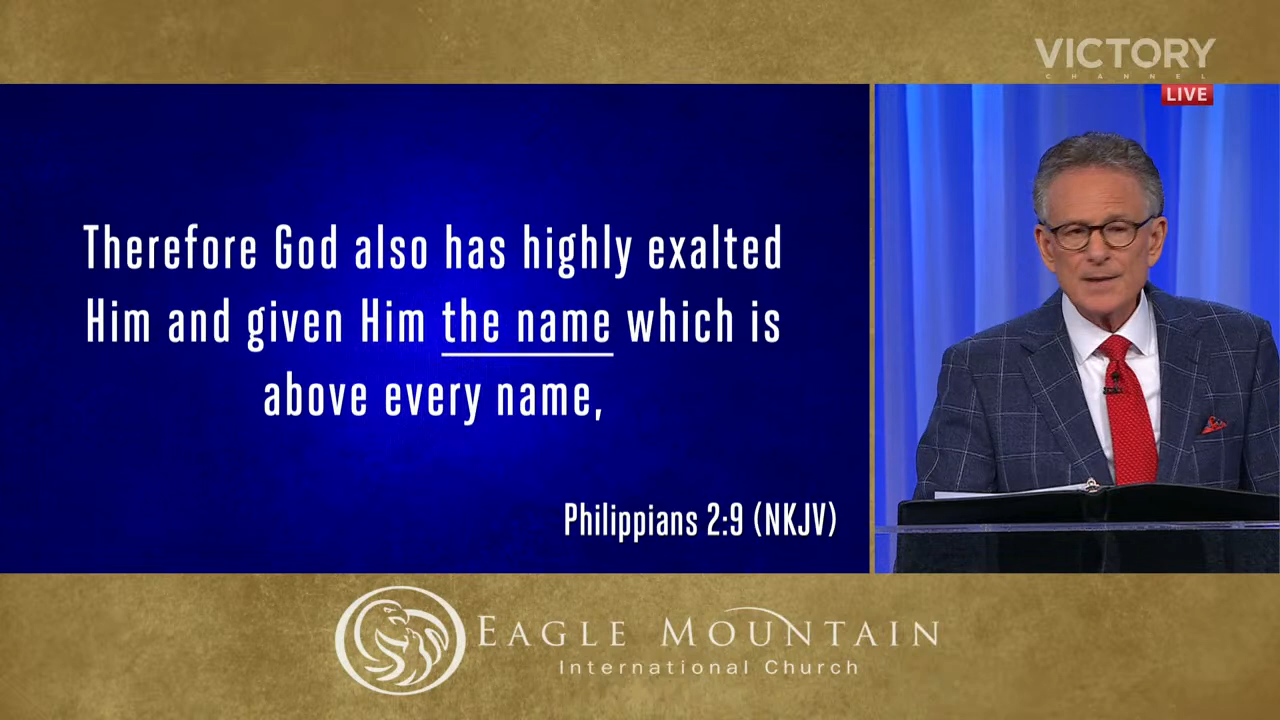 VICTORY
CHANNEL
LIVE
Therefore God also has highly exalted
Him and given Him the name which is
above every name,
Philippians 2:9 (NKJV)
EAGLE MOUNTAIN
International Church